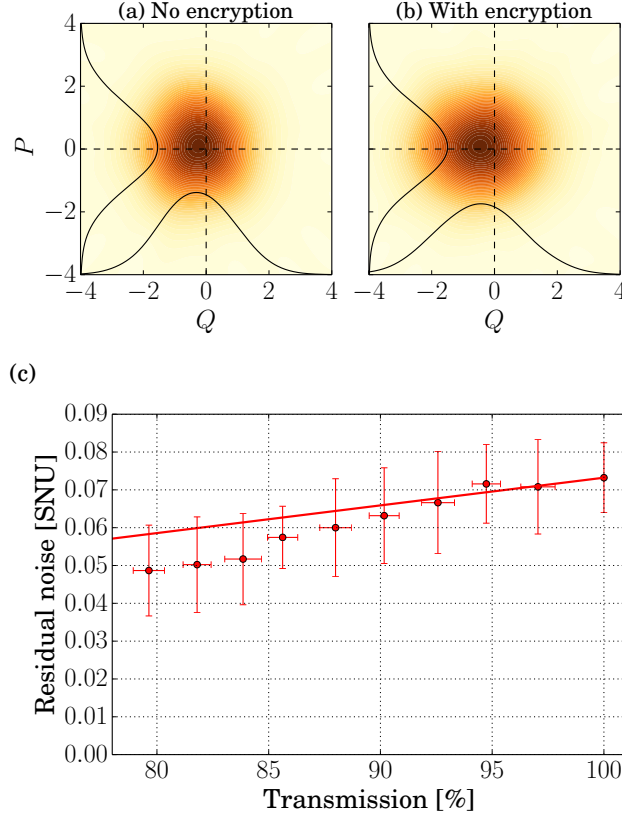 (a) No encryption
(b) With encryption
4
2
0
−2
−4
P
−4 −2 0 2 4
Q
−4 −2 0 2 4
Q
(c)
0.09
0.08
0.07
0.06
0.05
0.04
0.03
0.02
0.01
0.00
Residual noise [SNU]
80 85 90 95 100
Transmission [%]